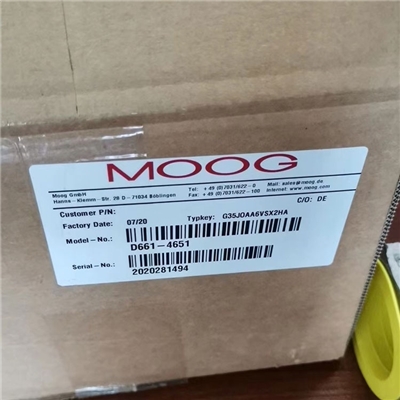 MOOG
Moog GmbH
Hanns - Klemm - Str. 28 D - 71034 Böblingen
Tel: + 49 (0)7031/622-0
Fax: + 49 (0)7031/622-100
Mail: sales@moog.de
Internet: www.moog.com
Customer P/N:
C/O: DE
Factory Date: 07/20 Typkey: G35JOAA6VSX2HA
Model-No.: D661-4651
Serial-No.: 2020281494